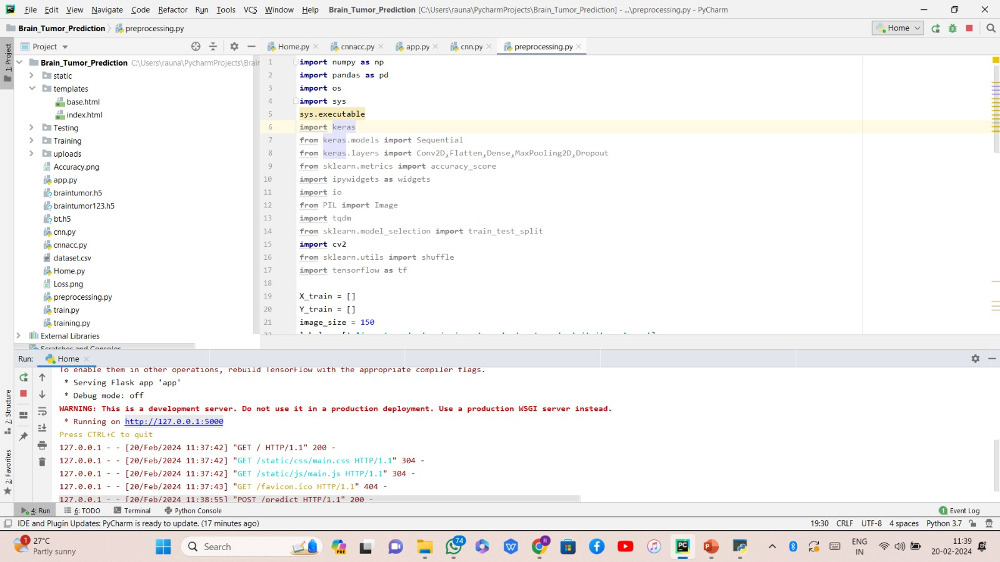 File Edit View Navigate Code Refactor Run Tools VCS Window Help Brain_Tumor_Prediction [C:\Users\rauna\PycharmProjects\Brain_Tumor_Prediction] - ...\preprocessing.py - PyCharm
Brain_Tumor_Prediction preprocessing.py Home
1: Project
Project
Home.py cnnacc.py app.py cnn.py preprocessing.py
Brain_Tumor_Prediction C:\Users\rauna\PycharmProjects\Brai
static
templates
base.html
index.html
Testing
Training
uploads
Accuracy.png
app.py
braintumor.h5
braintumor123.h5
bt.h5
cnn.py
cnnacc.py
dataset.csv
Home.py
Loss.png
preprocessing.py
train.py
training.py
External Libraries
Scratches and Consoles
1 import numpy as np
2 import pandas as pd
3 import os
4 import sys
5 sys.executable
6 import keras
7 from keras.models import Sequential
8 from keras.layers import Conv2D,Flatten,Dense,MaxPooling2D,Dropout
9 from sklearn.metrics import accuracy_score
10 import ipywidgets as widgets
11 import io
12 from PIL import Image
13 import tqdm
14 from sklearn.model_selection import train_test_split
15 import cv2
16 from sklearn.utils import shuffle
17 import tensorflow as tf
18
19 X_train = []
20 Y_train = []
21 image_size = 150
Run: Home
To enable them in other operations, rebuild TensorFlow with the appropriate compiler flags.
* Serving Flask app 'app'
* Debug mode: off
WARNING: This is a development server. Do not use it in a production deployment. Use a production WSGI server instead.
* Running on http://127.0.0.1:5000
Press CTRL+C to quit
127.0.0.1 - - [20/Feb/2024 11:37:42] "GET / HTTP/1.1" 200 -
127.0.0.1 - - [20/Feb/2024 11:37:42] "GET /static/css/main.css HTTP/1.1" 304 -
127.0.0.1 - - [20/Feb/2024 11:37:42] "GET /static/js/main.js HTTP/1.1" 304 -
127.0.0.1 - - [20/Feb/2024 11:37:43] "GET /favicon.ico HTTP/1.1" 404 -
127.0.0.1 - - [20/Feb/2024 11:38:55] "POST /predict HTTP/1.1" 200 -
Z: Structure
2: Favorites
4: Run 6: TODO Terminal Python Console 1 Event Log
IDE and Plugin Updates: PyCharm is ready to update. (17 minutes ago) 19:30 CRLF UTF-8 4 spaces Python 3.7
1 27°C
Partly sunny
Search
PRE
74
R
PC
P
ENG
IN
11:39
20-02-2024